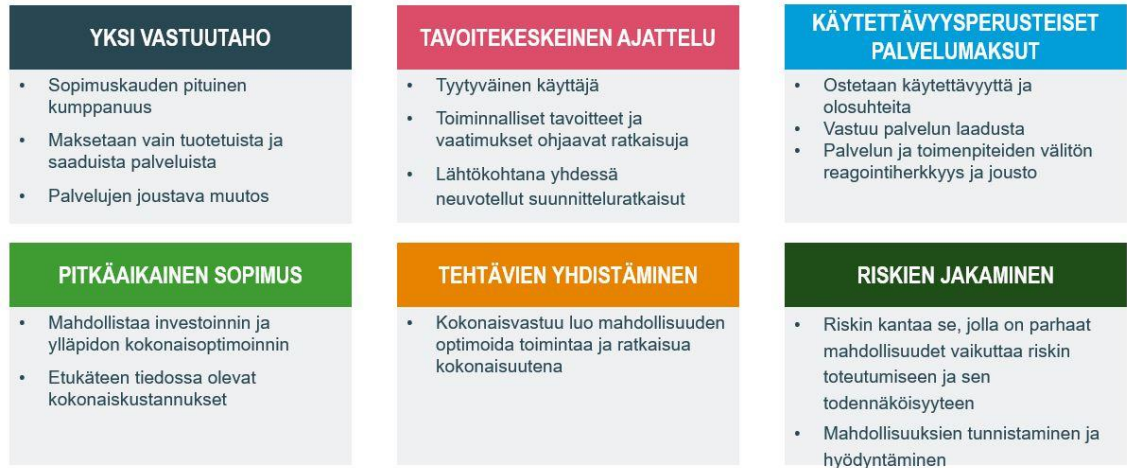 YKSI VASTUUTAHO
• Sopimuskauden pituinen
kumppanuus
• Maksetaan vain tuotetuista ja
saaduista palveluista
• Palvelujen joustava muutos
TAVOITEKESKEINEN AJATTELU
• Tyytyväinen käyttäjä
• Toiminnalliset tavoitteet ja
vaatimukset ohjaavat ratkaisuja
• Lähtökohtana yhdessä
neuvotellut suunnitteluratkaisut
KÄYTETTÄVYYSPERUSTEISET
PALVELUMAKSUT
• Ostetaan käytettävyyttä ja
olosuhteita
• Vastuu palvelun laadusta
• Palvelun ja toimenpiteiden välitön
reagointiherkkyys ja jousto
PITKÄAIKAINEN SOPIMUS
• Mahdollistaa investoinnin ja
ylläpidon kokonaisoptimoinnin
• Etukäteen tiedossa olevat
kokonaiskustannukset
TEHTÄVIEN YHDISTÄMINEN
• Kokonaisvastuu luo mahdollisuuden
optimoida toimintaa ja ratkaisua
kokonaisuutena
RISKIEN JAKAMINEN
• Riskin kantaa se, jolla on parhaat
mahdollisuudet vaikuttaa riskin
toteutumiseen ja sen
todennäköisyyteen
• Mahdollisuuksien tunnistaminen ja
hyödyntäminen